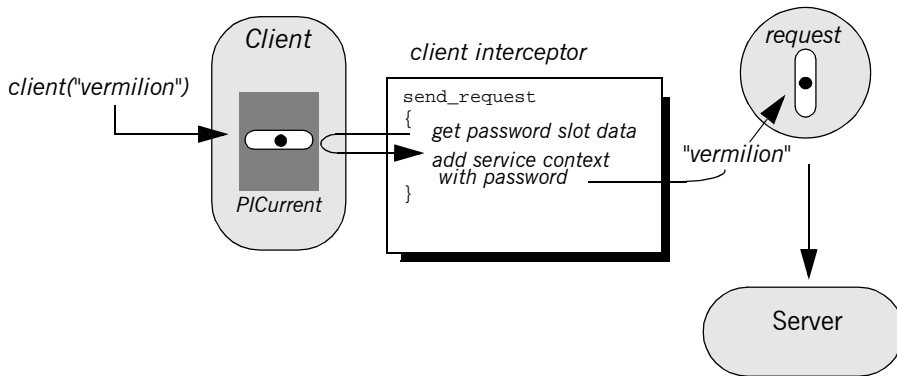 Client
client("vermilion")
PICurrent
client interceptor
send_request
{
get password slot data
add service context
with password
}
"vermilion"
request
Server